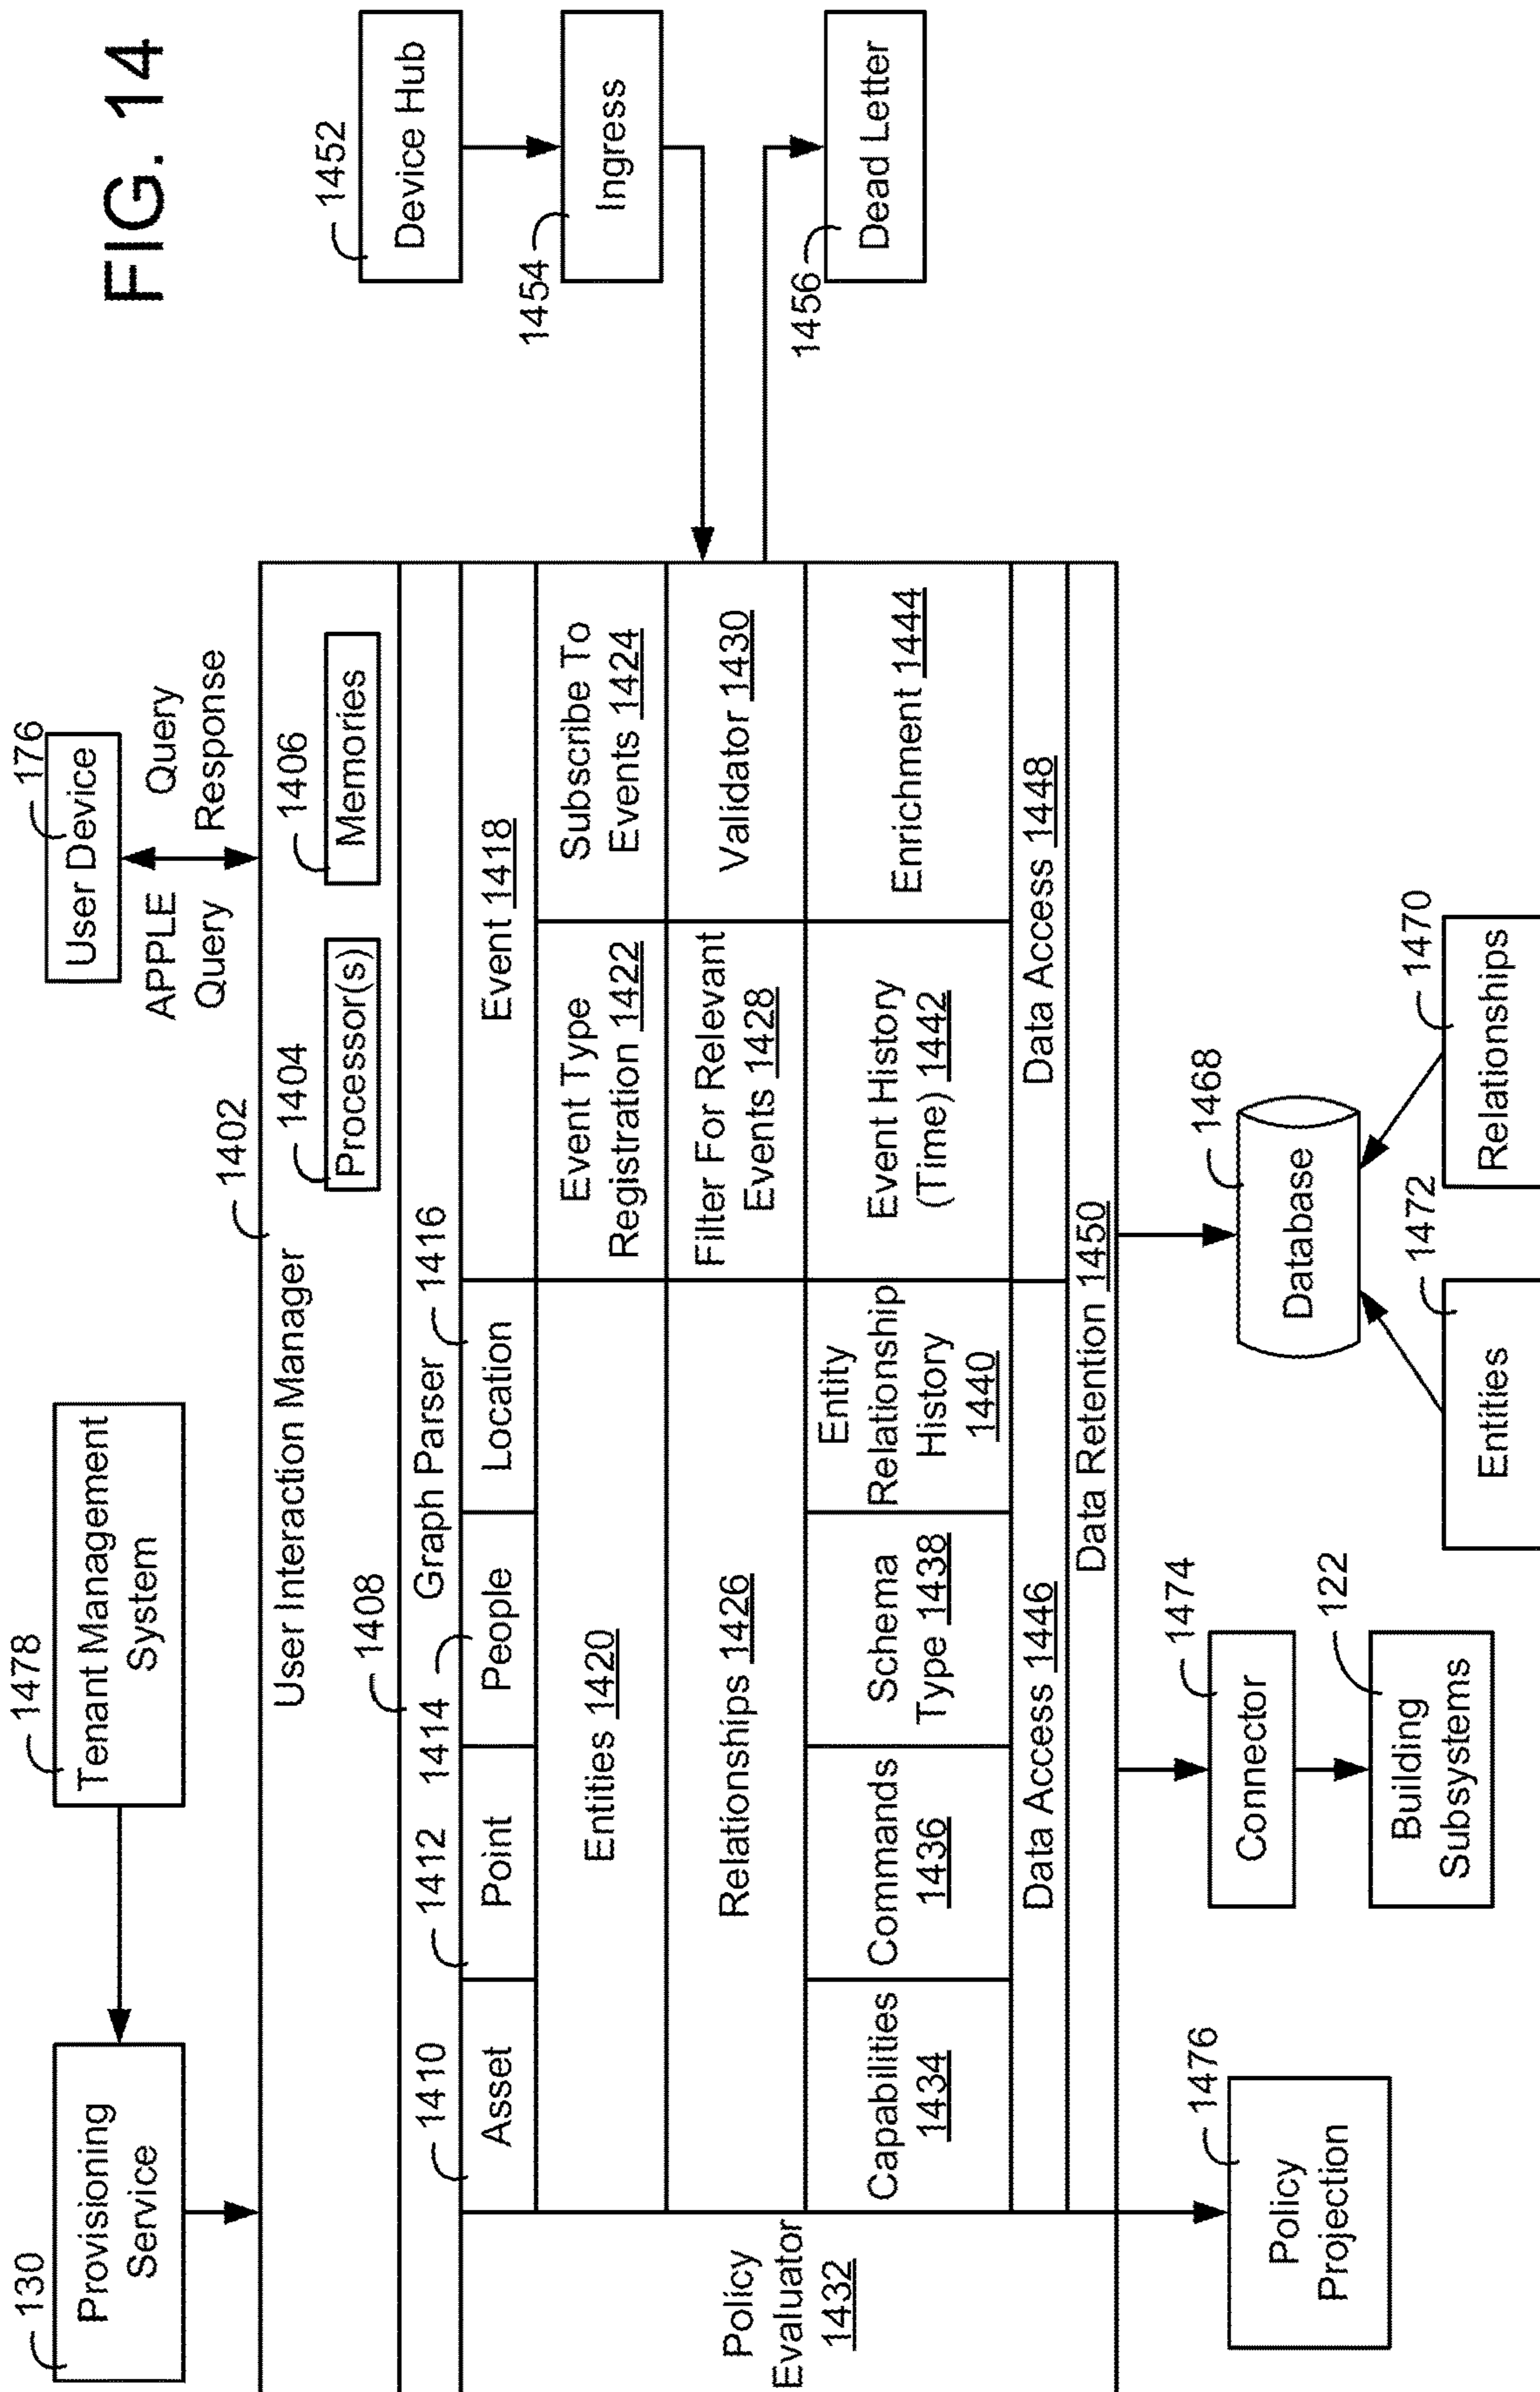 FIG. 14
130
Provisioning
Service
1478
Tenant Management
System
176
User Device
APPLE
Query
Query
Response
1402
User Interaction Manager
1404
Processor(s)
1406
Memories
1408
Graph Parser
1410
Asset
1412
Point
1414
People
1416
Location
Event 1418
Entities 1420
Event Type
Registration 1422
Subscribe To
Events 1424
Relationships 1426
Filter For Relevant
Events 1428
Validator 1430
Policy
Evaluator
1432
Capabilities
1434
Commands
1436
Schema
Type 1438
Entity
Relationship
History
1440
Event History
(Time) 1442
Enrichment 1444
Data Access 1446
Data Access 1448
Data Retention 1450
1452
Device Hub
1454
Ingress
1456
Dead Letter
1476
Policy
Projection
1474
Connector
122
Building
Subsystems
1468
Database
1472
Entities
1470
Relationships